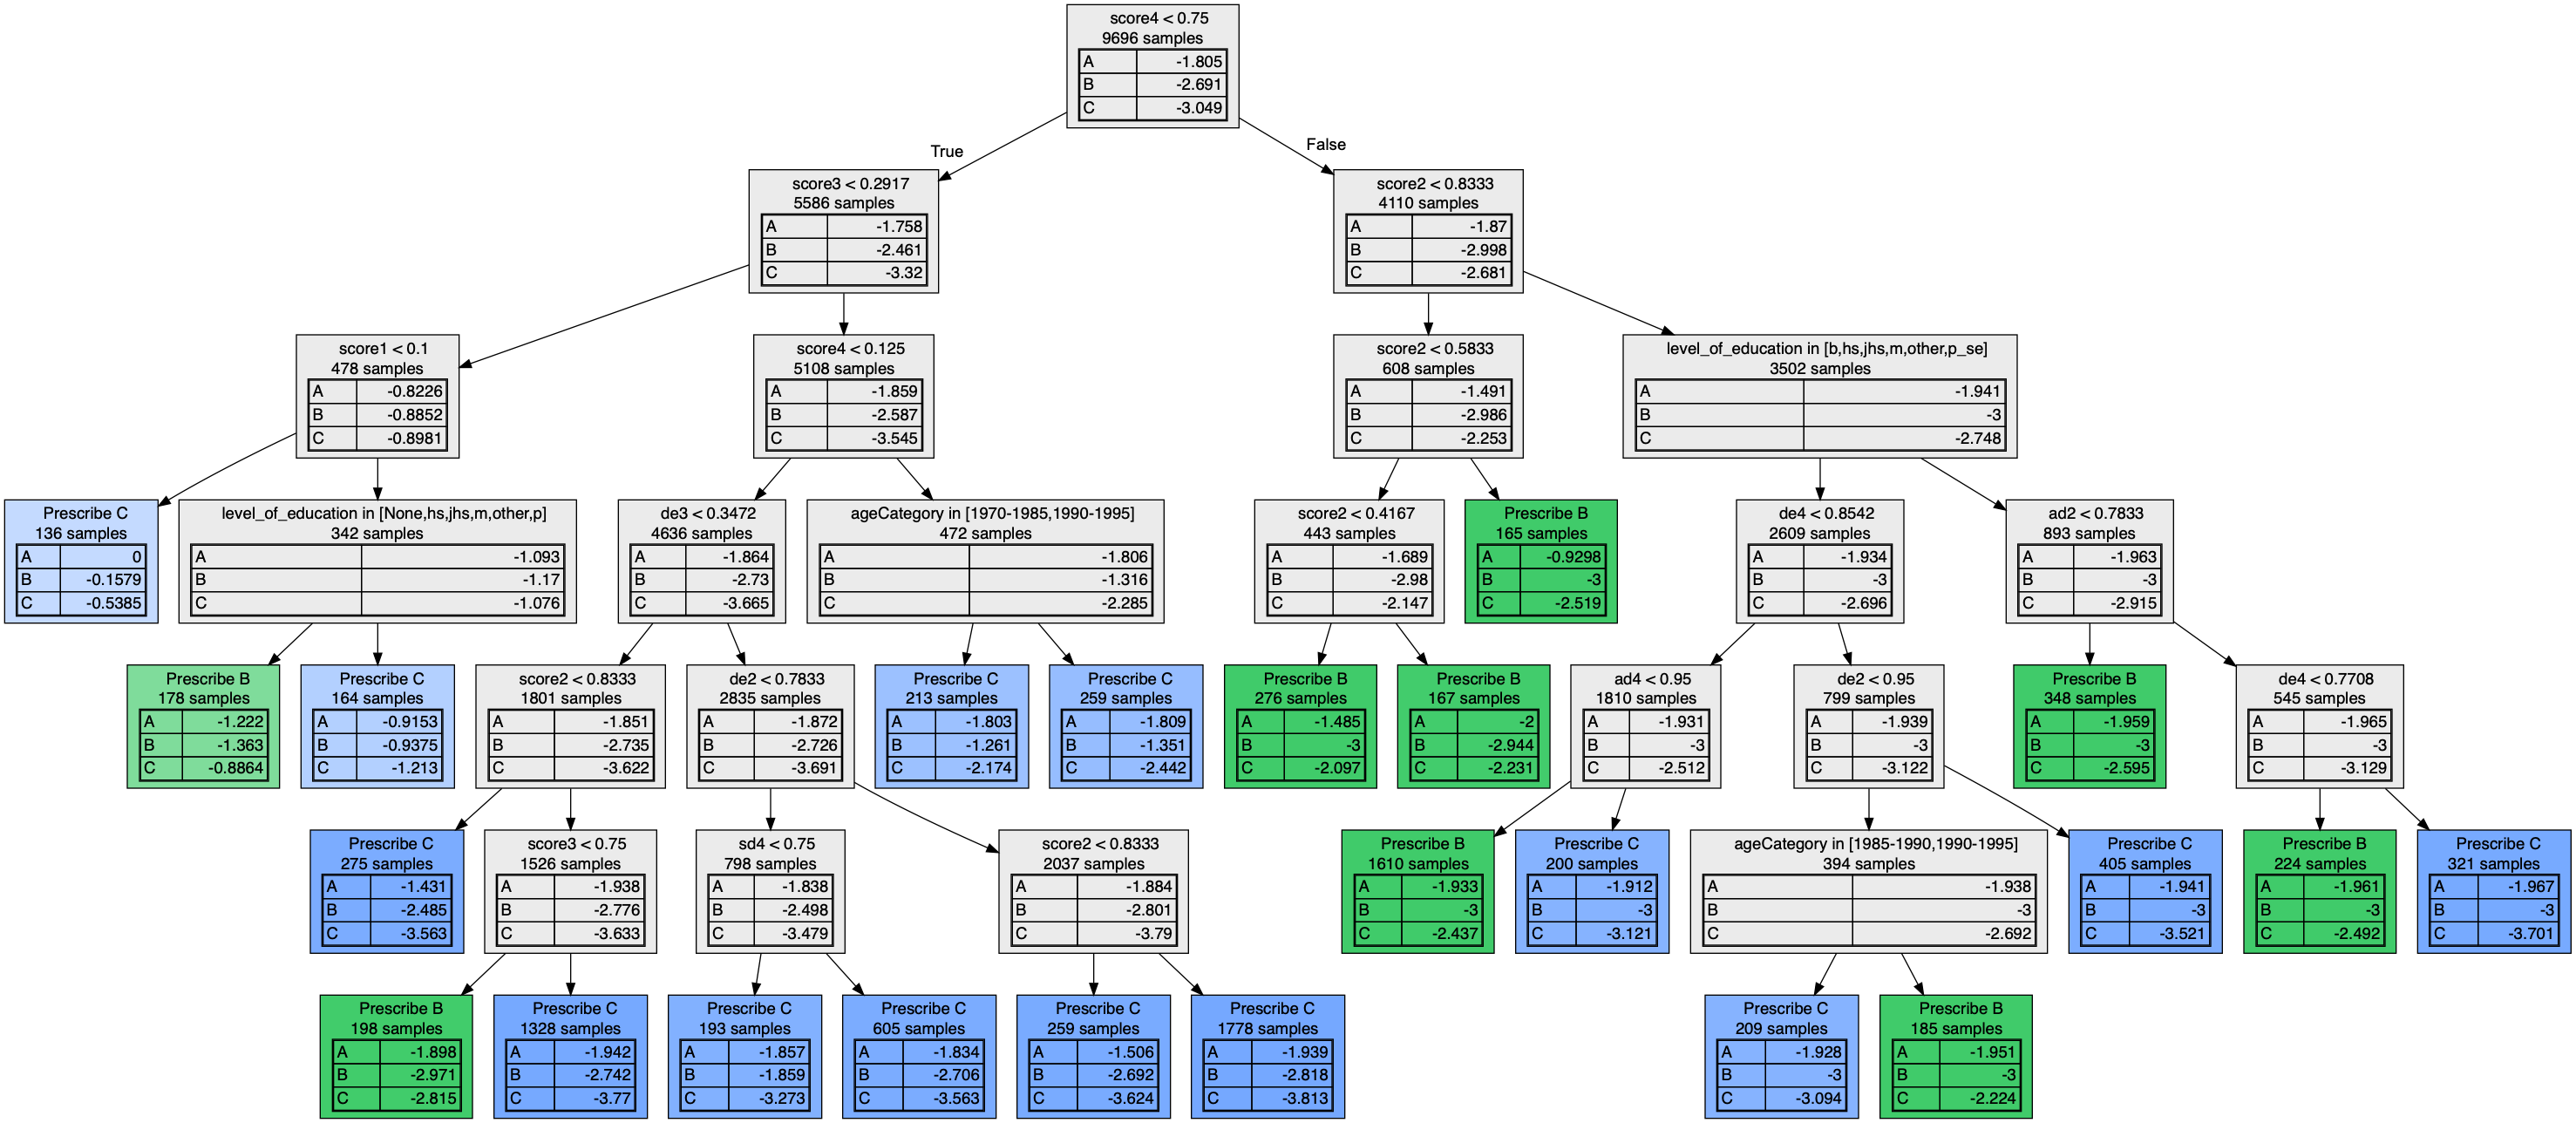 score4 < 0.75
9696 samples
A -1.805
B -2.691
C -3.049
True
False
score3 < 0.2917
5586 samples
A -1.758
B -2.461
C -3.32
score2 < 0.8333
4110 samples
A -1.87
B -2.998
C -2.681
score1 < 0.1
478 samples
A -0.8226
B -0.8852
C -0.8981
score4 < 0.125
5108 samples
A -1.859
B -2.587
C -3.545
score2 < 0.5833
608 samples
A -1.491
B -2.986
C -2.253
level_of_education in [b,hs,jhs,m,other,p_se]
3502 samples
A -1.941
B -3
C -2.748
Prescribe C
136 samples
A 0
B -0.1579
C -0.5385
level_of_education in [None,hs,jhs,m,other,p]
342 samples
A -1.093
B -1.17
C -1.076
de3 < 0.3472
4636 samples
A -1.864
B -2.73
C -3.665
ageCategory in [1970-1985,1990-1995]
472 samples
A -1.806
B -1.316
C -2.285
score2 < 0.4167
443 samples
A -1.689
B -2.98
C -2.147
Prescribe B
165 samples
A -0.9298
B -3
C -2.519
de4 < 0.8542
2609 samples
A -1.934
B -3
C -2.696
ad2 < 0.7833
893 samples
A -1.963
B -3
C -2.915
Prescribe B
178 samples
A -1.222
B -1.363
C -0.8864
Prescribe C
164 samples
A -0.9153
B -0.9375
C -1.213
score2 < 0.8333
1801 samples
A -1.851
B -2.735
C -3.622
de2 < 0.7833
2835 samples
A -1.872
B -2.726
C -3.691
Prescribe C
213 samples
A -1.803
B -1.261
C -2.174
Prescribe C
259 samples
A -1.809
B -1.351
C -2.442
Prescribe B
276 samples
A -1.485
B -3
C -2.097
Prescribe B
167 samples
A -2
B -2.944
C -2.231
ad4 < 0.95
1810 samples
A -1.931
B -3
C -2.512
de2 < 0.95
799 samples
A -1.939
B -3
C -3.122
Prescribe B
348 samples
A -1.959
B -3
C -2.595
de4 < 0.7708
545 samples
A -1.965
B -3
C -3.129
Prescribe C
275 samples
A -1.431
B -2.485
C -3.563
score3 < 0.75
1526 samples
A -1.938
B -2.776
C -3.633
sd4 < 0.75
798 samples
A -1.838
B -2.498
C -3.479
score2 < 0.8333
2037 samples
A -1.884
B -2.801
C -3.79
Prescribe B
1610 samples
A -1.933
B -3
C -2.437
Prescribe C
200 samples
A -1.912
B -3
C -3.121
ageCategory in [1985-1990,1990-1995]
394 samples
A -1.938
B -3
C -2.692
Prescribe C
405 samples
A -1.941
B -3
C -3.521
Prescribe B
224 samples
A -1.961
B -3
C -2.492
Prescribe C
321 samples
A -1.967
B -3
C -3.701
Prescribe B
198 samples
A -1.898
B -2.971
C -2.815
Prescribe C
1328 samples
A -1.942
B -2.742
C -3.77
Prescribe C
193 samples
A -1.857
B -1.859
C -3.273
Prescribe C
605 samples
A -1.834
B -2.706
C -3.563
Prescribe C
259 samples
A -1.506
B -2.692
C -3.624
Prescribe C
1778 samples
A -1.939
B -2.818
C -3.813
Prescribe C
209 samples
A -1.928
B -3
C -3.094
Prescribe B
185 samples
A -1.951
B -3
C -2.224